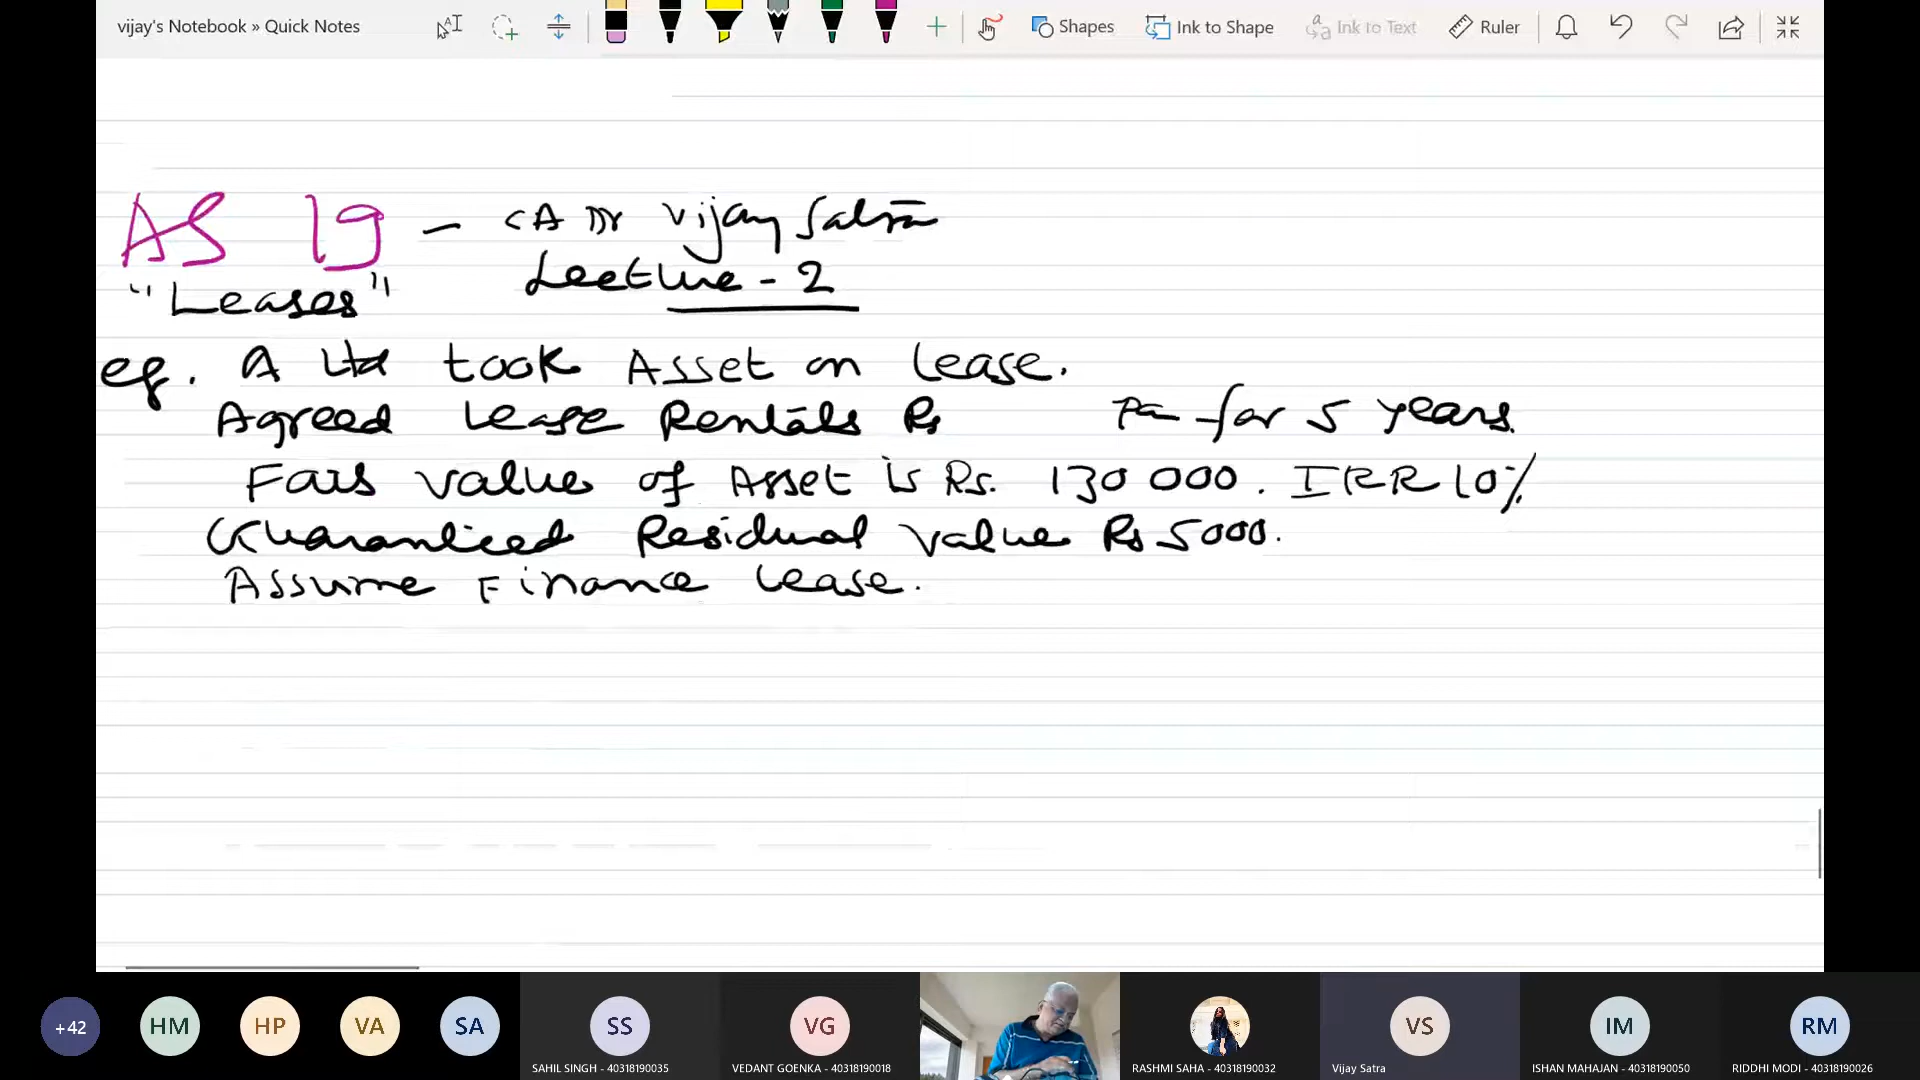 vijay's Notebook » Quick Notes
Shapes
Ink to Shape
Ink to Text
Ruler
AS 19 - CA Dr Vijay Satra
"Leases" Lecture - 2
eg. A Ltd took Asset on lease.
Agreed Lease Rentals Rs pa for 5 years.
Fair value of Asset is Rs. 130 000. IRR 10%
Guaranteed Residual value Rs 5000.
Assume Finance lease.
+42
HM
HP
VA
SA
SS
VG
VS
IM
RM
SAHIL SINGH - 40318190035
VEDANT GOENKA - 40318190018
RASHMI SAHA - 40318190032
Vijay Satra
ISHAN MAHAJAN - 40318190050
RIDDHI MODI - 40318190026